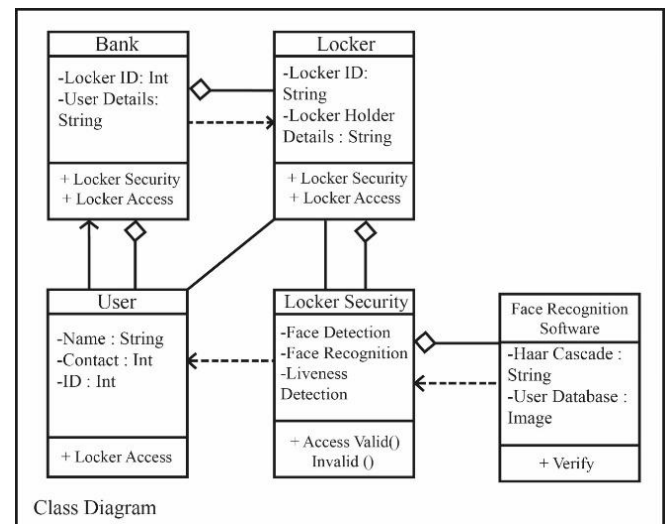 Bank
-Locker ID: Int
-User Details:
String
+ Locker Security
+ Locker Access
Locker
-Locker ID:
String
-Locker Holder
Details : String
+ Locker Security
+ Locker Access
User
-Name : String
-Contact : Int
-ID : Int
+ Locker Access
Locker Security
-Face Detection
-Face Recognition
-Liveness
Detection
+ Access Valid()
Invalid ()
Face Recognition
Software
-Haar Cascade :
String
-User Database :
Image
+ Verify
Class Diagram